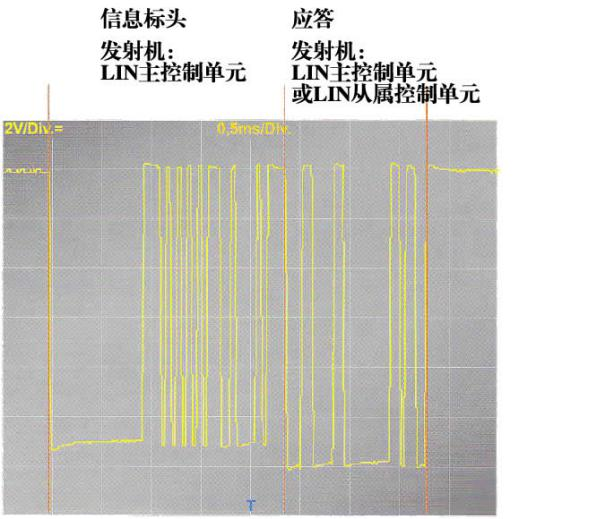 信息标头
发射机：
LIN主控制单元
应答
发射机：
LIN主控制单元
或LIN从属控制单元
2V/Div.=
0,5ms/Div.
T